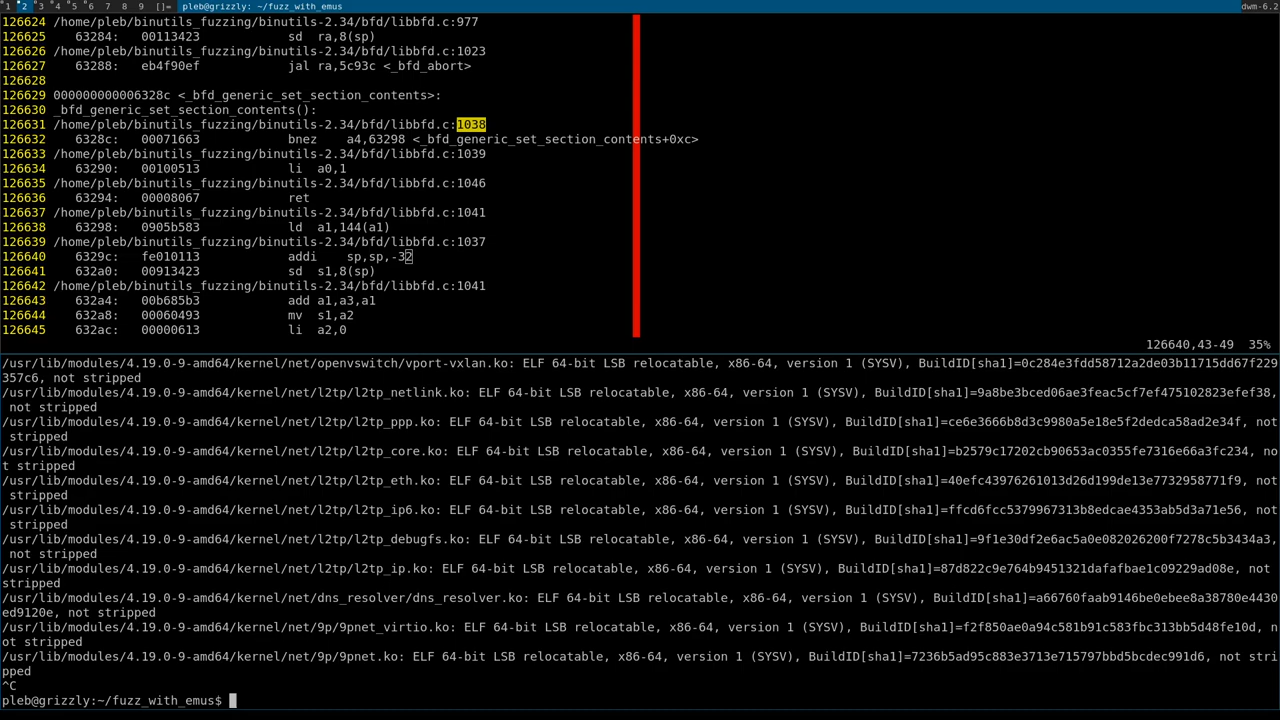 1 2 3 4 5 6 7 8 9 []= pleb@grizzly: ~/fuzz_with_emus dwm-6.2
126624 /home/pleb/binutils_fuzzing/binutils-2.34/bfd/libbfd.c:977
126625 63284: 00113423 sd ra,8(sp)
126626 /home/pleb/binutils_fuzzing/binutils-2.34/bfd/libbfd.c:1023
126627 63288: eb4f90ef jal ra,5c93c <_bfd_abort>
126628
126629 000000000006328c <_bfd_generic_set_section_contents>:
126630 _bfd_generic_set_section_contents():
126631 /home/pleb/binutils_fuzzing/binutils-2.34/bfd/libbfd.c:1038
126632 6328c: 00071663 bnez a4,63298 <_bfd_generic_set_section_contents+0xc>
126633 /home/pleb/binutils_fuzzing/binutils-2.34/bfd/libbfd.c:1039
126634 63290: 00100513 li a0,1
126635 /home/pleb/binutils_fuzzing/binutils-2.34/bfd/libbfd.c:1046
126636 63294: 00008067 ret
126637 /home/pleb/binutils_fuzzing/binutils-2.34/bfd/libbfd.c:1041
126638 63298: 0905b583 ld a1,144(a1)
126639 /home/pleb/binutils_fuzzing/binutils-2.34/bfd/libbfd.c:1037
126640 6329c: fe010113 addi sp,sp,-32
126641 632a0: 00913423 sd s1,8(sp)
126642 /home/pleb/binutils_fuzzing/binutils-2.34/bfd/libbfd.c:1041
126643 632a4: 00b685b3 add a1,a3,a1
126644 632a8: 00060493 mv s1,a2
126645 632ac: 00000613 li a2,0
126640,43-49 35%
/usr/lib/modules/4.19.0-9-amd64/kernel/net/openvswitch/vport-vxlan.ko: ELF 64-bit LSB relocatable, x86-64, version 1 (SYSV), BuildID[sha1]=0c284e3fdd58712a2de03b11715dd67f229
357c6, not stripped
/usr/lib/modules/4.19.0-9-amd64/kernel/net/l2tp/l2tp_netlink.ko: ELF 64-bit LSB relocatable, x86-64, version 1 (SYSV), BuildID[sha1]=9a8be3bced06ae3feac5cf7ef475102823efef38,
not stripped
/usr/lib/modules/4.19.0-9-amd64/kernel/net/l2tp/l2tp_ppp.ko: ELF 64-bit LSB relocatable, x86-64, version 1 (SYSV), BuildID[sha1]=ce6e3666b8d3c9980a5e18e5f2dedca58ad2e34f, not
stripped
/usr/lib/modules/4.19.0-9-amd64/kernel/net/l2tp/l2tp_core.ko: ELF 64-bit LSB relocatable, x86-64, version 1 (SYSV), BuildID[sha1]=b2579c17202cb90653ac0355fe7316e66a3fc234, no
t stripped
/usr/lib/modules/4.19.0-9-amd64/kernel/net/l2tp/l2tp_eth.ko: ELF 64-bit LSB relocatable, x86-64, version 1 (SYSV), BuildID[sha1]=40efc43976261013d26d199de13e7732958771f9, not
stripped
/usr/lib/modules/4.19.0-9-amd64/kernel/net/l2tp/l2tp_ip6.ko: ELF 64-bit LSB relocatable, x86-64, version 1 (SYSV), BuildID[sha1]=ffcd6fcc5379967313b8edcae4353ab5d3a71e56, not
stripped
/usr/lib/modules/4.19.0-9-amd64/kernel/net/l2tp/l2tp_debugfs.ko: ELF 64-bit LSB relocatable, x86-64, version 1 (SYSV), BuildID[sha1]=9f1e30df2e6ac5a0e082026200f7278c5b3434a3,
not stripped
/usr/lib/modules/4.19.0-9-amd64/kernel/net/l2tp/l2tp_ip.ko: ELF 64-bit LSB relocatable, x86-64, version 1 (SYSV), BuildID[sha1]=87d822c9e764b9451321dafafbae1c09229ad08e, not
stripped
/usr/lib/modules/4.19.0-9-amd64/kernel/net/dns_resolver/dns_resolver.ko: ELF 64-bit LSB relocatable, x86-64, version 1 (SYSV), BuildID[sha1]=a66760faab9146be0ebee8a38780e4430
ed9120e, not stripped
/usr/lib/modules/4.19.0-9-amd64/kernel/net/9p/9pnet_virtio.ko: ELF 64-bit LSB relocatable, x86-64, version 1 (SYSV), BuildID[sha1]=f2f850ae0a94c581b91c583fbc313bb5d48fe10d, n
ot stripped
/usr/lib/modules/4.19.0-9-amd64/kernel/net/9p/9pnet.ko: ELF 64-bit LSB relocatable, x86-64, version 1 (SYSV), BuildID[sha1]=7236b5ad95c883e3713e715797bbd5bcdec991d6, not stri
pped
^C
pleb@grizzly:~/fuzz_with_emus$